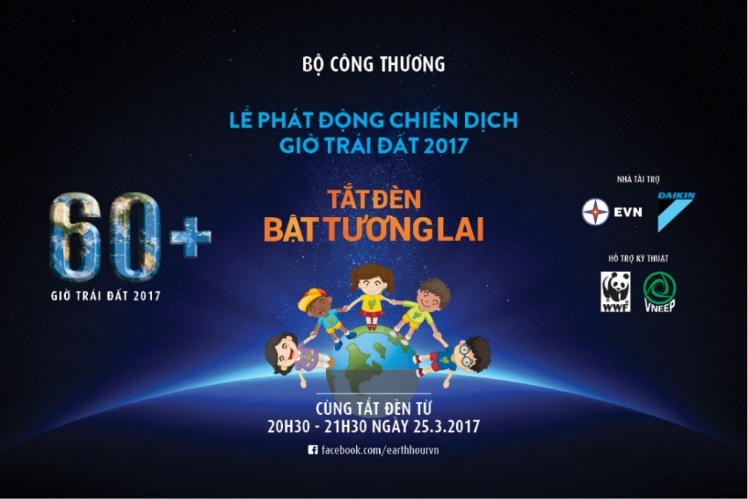 BỘ CÔNG THƯƠNG
LỄ PHÁT ĐỘNG CHIẾN DỊCH
GIỜ TRÁI ĐẤT 2017
60+
GIỜ TRÁI ĐẤT 2017
TẮT ĐÈN
BẬT TƯƠNG LAI
NHÀ TÀI TRỢ
EVN
DAIKIN
HỖ TRỢ KỸ THUẬT
WWF
VNEEP
CÙNG TẮT ĐÈN TỪ
20H30 - 21H30 NGÀY 25.3.2017
facebook.com/earthhourvn